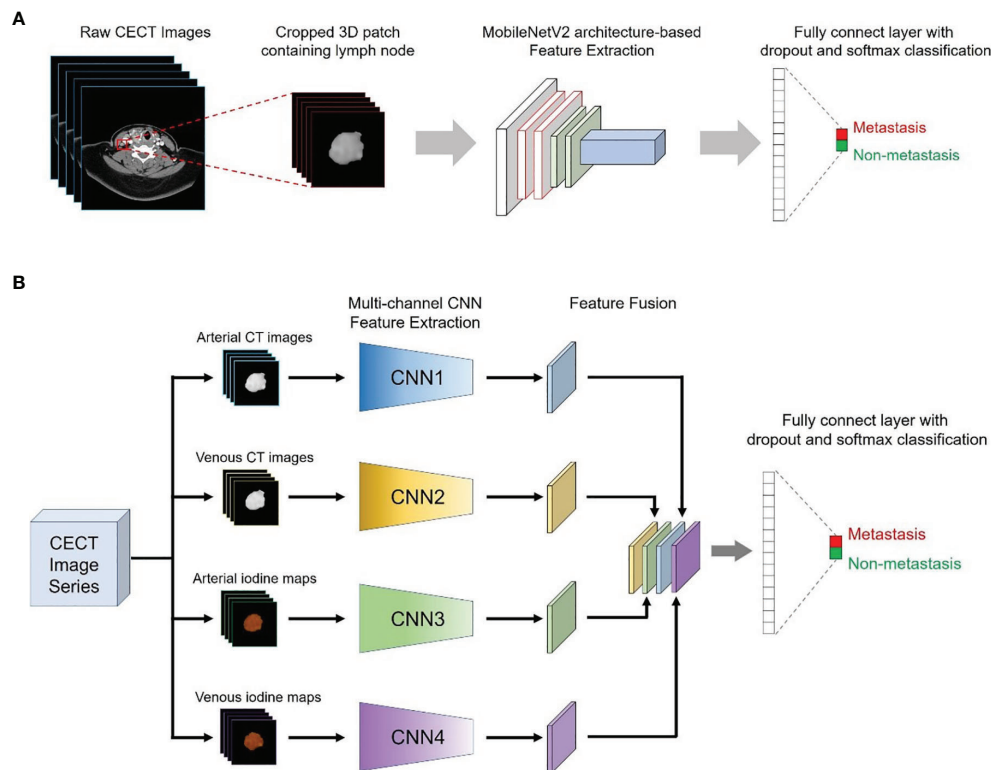 A
Raw CECT Images
Cropped 3D patch
containing lymph node
MobileNetV2 architecture-based
Feature Extraction
Fully connect layer with
dropout and softmax classification
Metastasis
Non-metastasis
B
Multi-channel CNN
Feature Extraction
Feature Fusion
Arterial CT images
CNN1
Fully connect layer with
dropout and softmax classification
Venous CT images
CNN2
CECT
Image
Series
Metastasis
Non-metastasis
Arterial iodine maps
CNN3
Venous iodine maps
CNN4